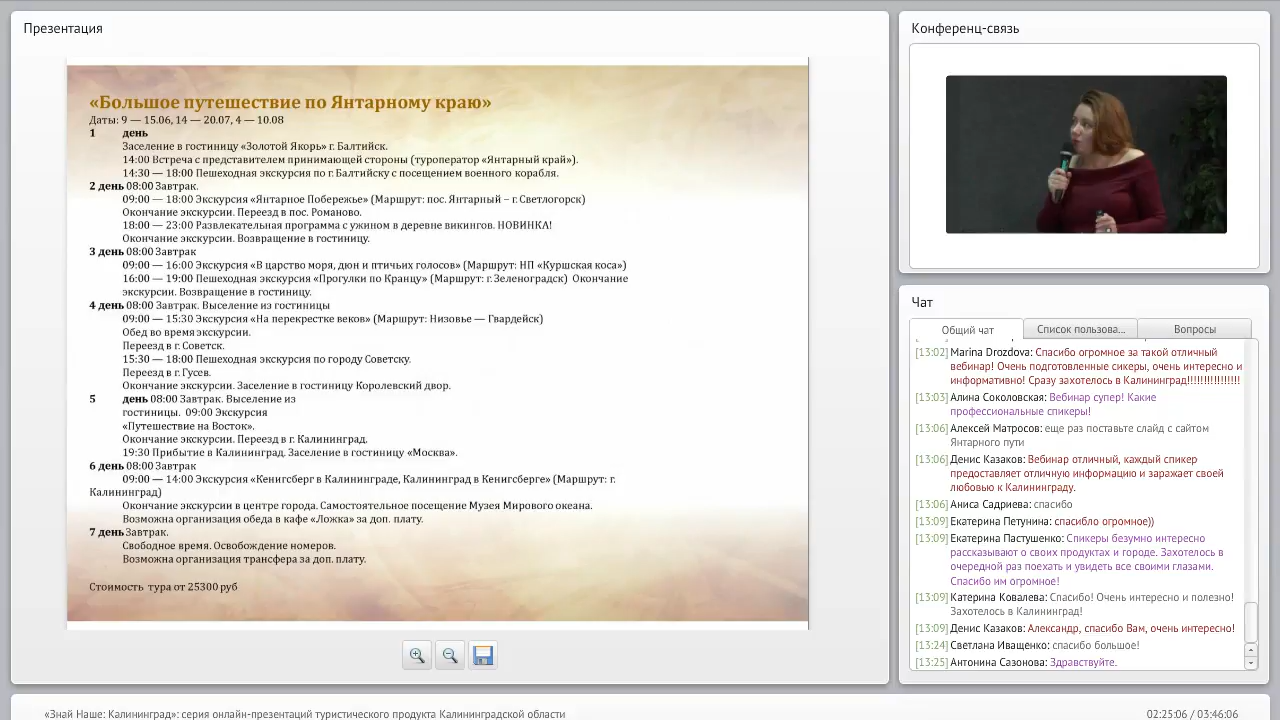 Презентация
«Большое путешествие по Янтарному краю»
Даты: 9 — 15.06, 14 — 20.07, 4 — 10.08
1 день
Заселение в гостиницу «Золотой Якорь» г. Балтийск.
14:00 Встреча с представителем принимающей стороны (туроператор «Янтарный край»).
14:30 — 18:00 Пешеходная экскурсия по г. Балтийску с посещением военного корабля.
2 день 08:00 Завтрак.
09:00 — 18:00 Экскурсия «Янтарное Побережье» (Маршрут: пос. Янтарный – г. Светлогорск)
Окончание экскурсии. Переезд в пос. Романово.
18:00 — 23:00 Развлекательная программа с ужином в деревне викингов. НОВИНКА!
Окончание экскурсии. Возвращение в гостиницу.
3 день 08:00 Завтрак
09:00 — 16:00 Экскурсия «В царство моря, дюн и птичьих голосов» (Маршрут: НП «Куршская коса»)
16:00 — 19:00 Пешеходная экскурсия «Прогулки по Кранцу» (Маршрут: г. Зеленоградск) Окончание
экскурсии. Возвращение в гостиницу.
4 день 08:00 Завтрак. Выселение из гостиницы
09:00 — 15:30 Экскурсия «На перекрестке веков» (Маршрут: Низовье — Гвардейск)
Обед во время экскурсии.
Переезд в г. Советск.
15:30 — 18:00 Пешеходная экскурсия по городу Советску.
Переезд в г. Гусев.
Окончание экскурсии. Заселение в гостиницу Королевский двор.
5 день 08:00 Завтрак. Выселение из
гостиницы. 09:00 Экскурсия
«Путешествие на Восток».
Окончание экскурсии. Переезд в г. Калининград.
19:30 Прибытие в Калининград. Заселение в гостиницу «Москва».
6 день 08:00 Завтрак
09:00 — 14:00 Экскурсия «Кенигсберг в Калининграде, Калининград в Кенигсберге» (Маршрут: г.
Калининград)
Окончание экскурсии в центре города. Самостоятельное посещение Музея Мирового океана.
Возможна организация обеда в кафе «Ложка» за доп. плату.
7 день Завтрак.
Свободное время. Освобождение номеров.
Возможна организация трансфера за доп. плату.
Стоимость тура от 25300 руб
Конференц-связь
Чат
Общий чат Список пользова... Вопросы
[13:02] Marina Drozdova: Спасибо огромное за такой отличный
вебинар! Очень подготовленные сикеры, очень интересно и
информативно! Сразу захотелось в Калининград!!!!!!!!!!!!!!!!
[13:03] Алина Соколовская: Вебинар супер! Какие
профессиональные спикеры!
[13:06] Алексей Матросов: еще раз поставьте слайд с сайтом
Янтарного пути
[13:06] Денис Казаков: Вебинар отличный, каждый спикер
предоставляет отличную информацию и заражает своей
любовью к Калининграду.
[13:06] Аниса Садриева: спасибо
[13:09] Екатерина Петунина: спасибло огромное))
[13:09] Екатерина Пастушенко: Спикеры безумно интересно
рассказывают о своих продуктах и городе. Захотелось в
очередной раз поехать и увидеть все своими глазами.
Спасибо им огромное!
[13:09] Катерина Ковалева: Спасибо! Очень интересно и полезно!
Захотелось в Калининград!
[13:09] Денис Казаков: Александр, спасибо Вам, очень интересно!
[13:24] Светлана Иващенко: спасибо большое!
[13:25] Антонина Сазонова: Здравствуйте.
«Знай Наше: Калининград»: серия онлайн-презентаций туристического продукта Калининградской области
02:25:06 / 03:46:06